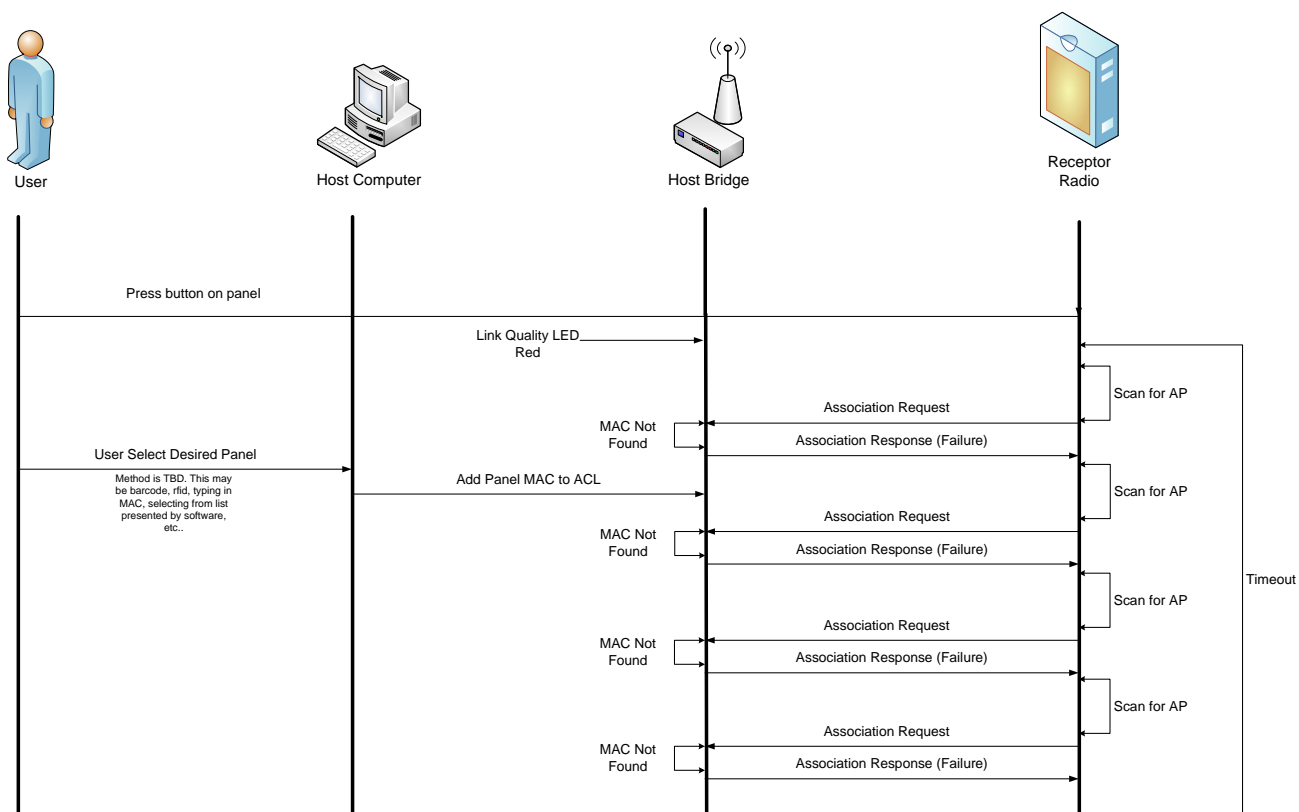 User
Host Computer
Host Bridge
Receptor
Radio
Press button on panel
Link Quality LED
Red
Scan for AP
Association Request
MAC Not
Found
Association Response (Failure)
User Select Desired Panel
Method is TBD. This may
be barcode, rfid, typing in
MAC, selecting from list
presented by software,
etc..
Add Panel MAC to ACL
Scan for AP
Association Request
MAC Not
Found
Association Response (Failure)
Timeout
Scan for AP
Association Request
MAC Not
Found
Association Response (Failure)
Scan for AP
Association Request
MAC Not
Found
Association Response (Failure)